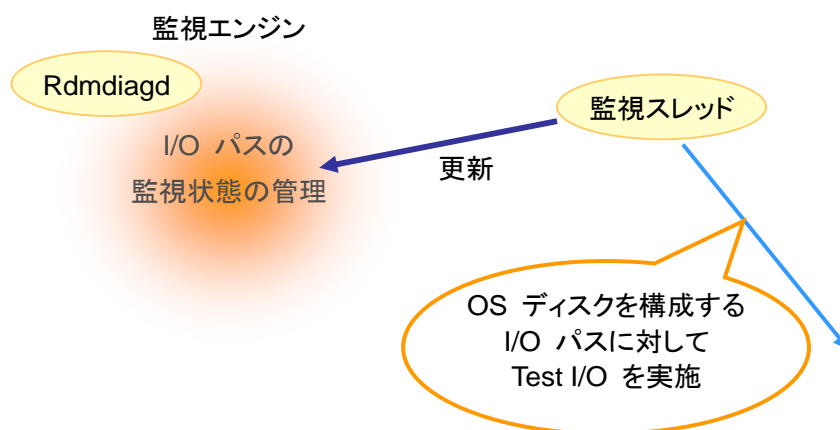 監視エンジン
Rdmdiagd
監視スレッド
I/O パスの
監視状態の管理
更新
OS ディスクを構成する
I/O パスに対して
Test I/O を実施